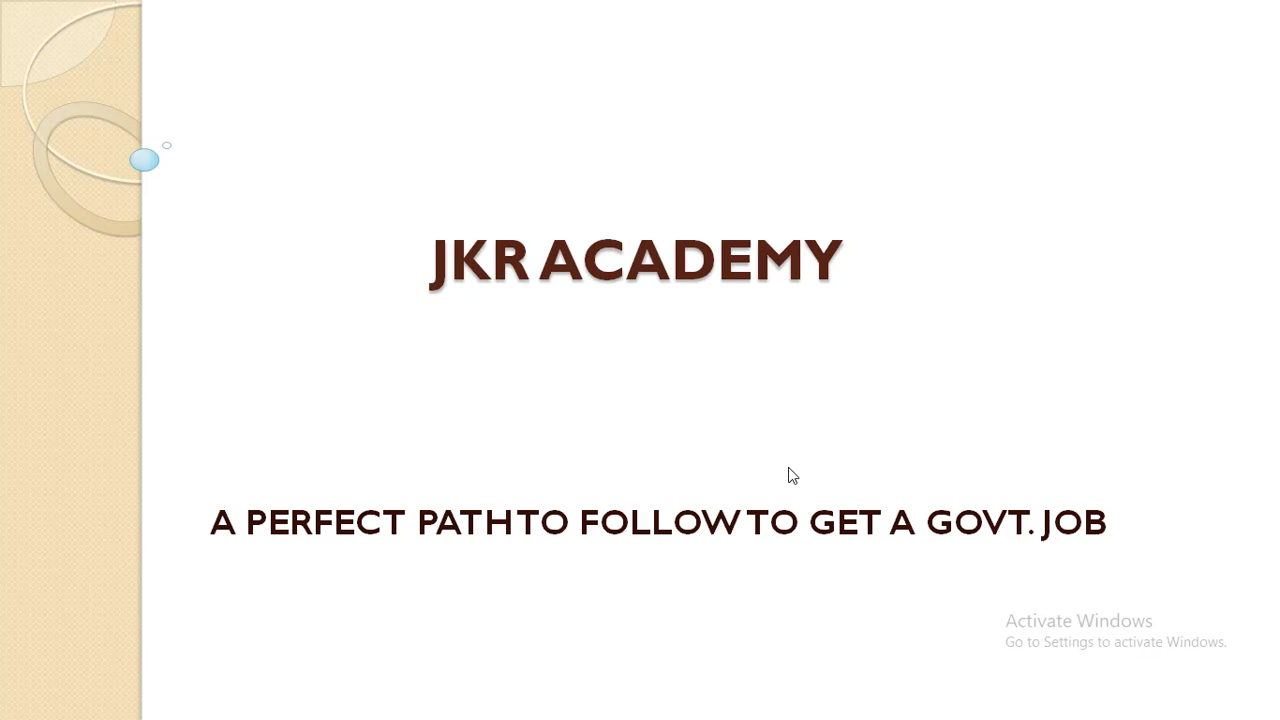 JKR ACADEMY
A PERFECT PATH TO FOLLOW TO GET A GOVT. JOB
Activate Windows
Go to Settings to activate Windows.